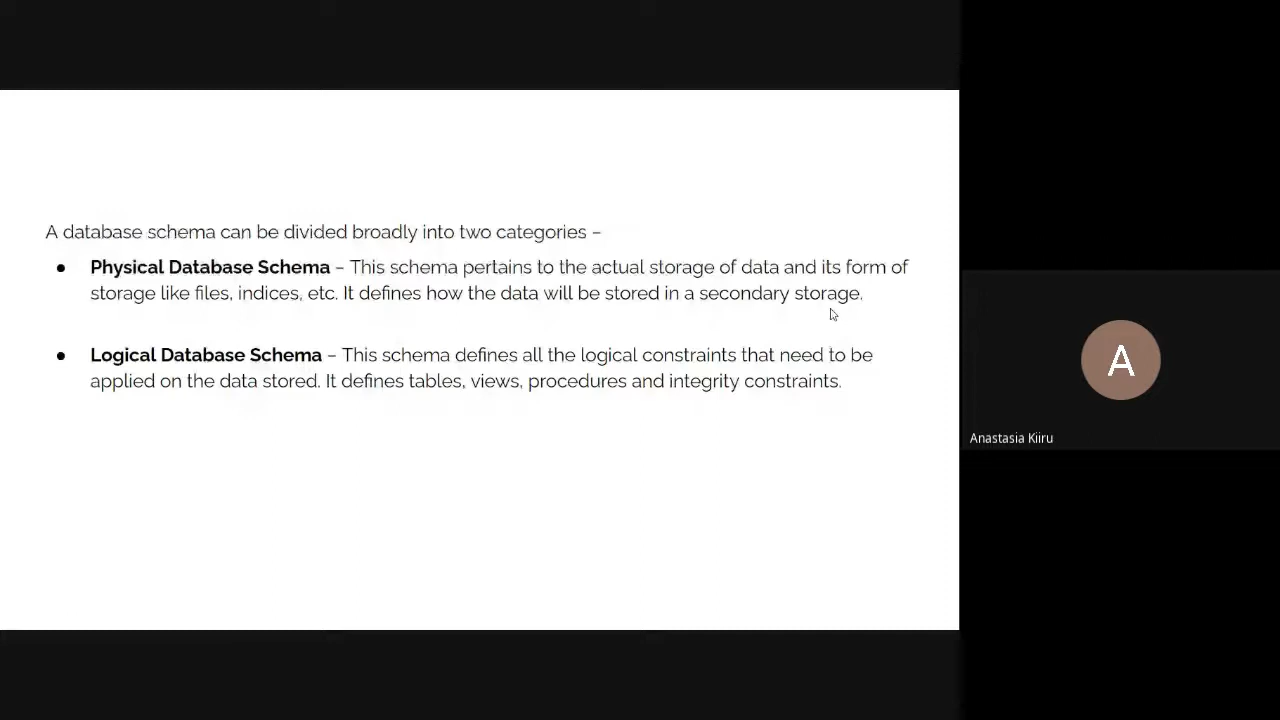 A database schema can be divided broadly into two categories –
● Physical Database Schema – This schema pertains to the actual storage of data and its form of
storage like files, indices, etc. It defines how the data will be stored in a secondary storage.
● Logical Database Schema – This schema defines all the logical constraints that need to be
applied on the data stored. It defines tables, views, procedures and integrity constraints.
A
Anastasia Kiiru